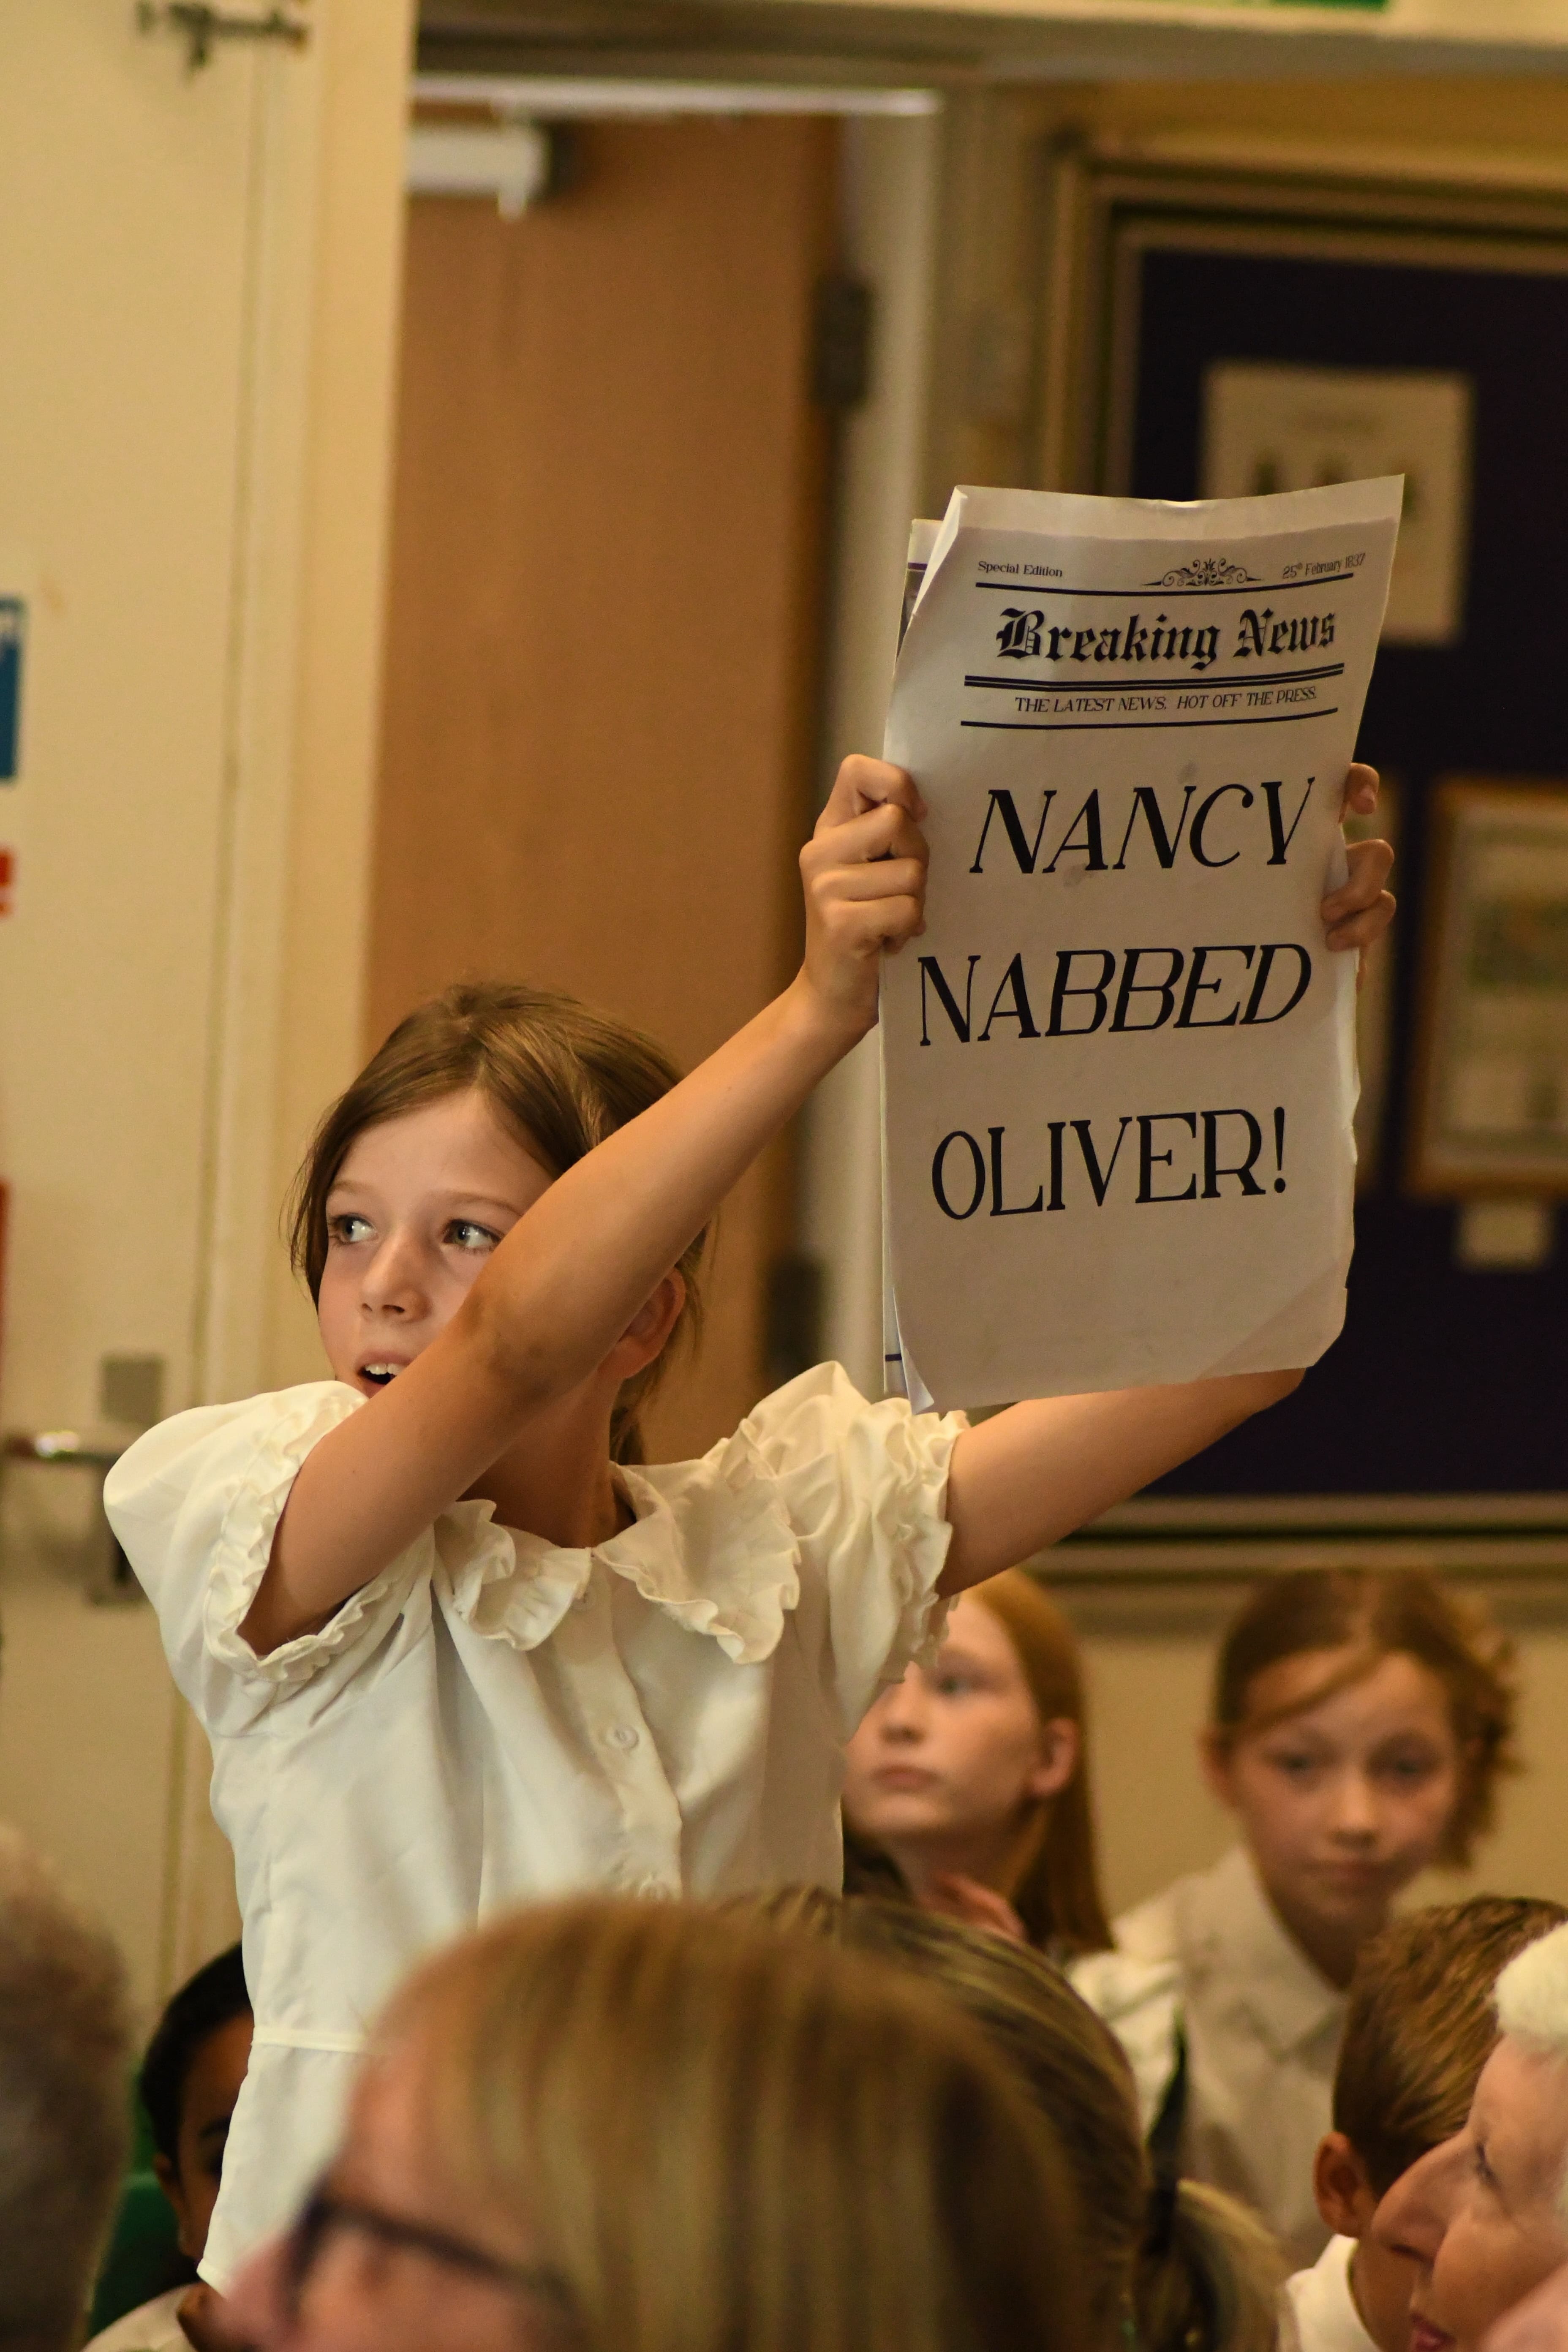 Special Edition
25th February 1837
Breaking News
THE LATEST NEWS. HOT OFF THE PRESS.
NANCY
NABBED
OLIVER!